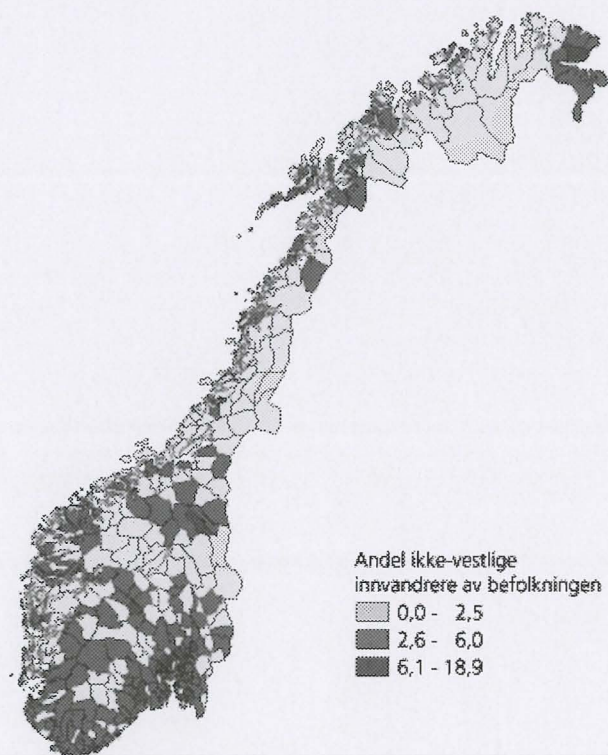 Andel ikke-vestlige
innvandrere av befolkningen
0,0 - 2,5
2,6 - 6,0
6,1 - 18,9